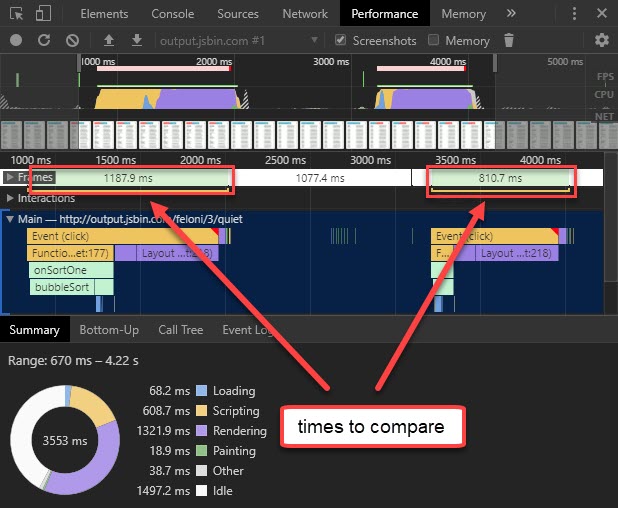 Elements Console Sources Network Performance Memory »
output.jsbin.com #1 Screenshots Memory
1000 ms 2000 ms 3000 ms 4000 ms 5000 ms
FPS
CPU
NET
1000 ms 1500 ms 2000 ms 2500 ms 3000 ms 3500 ms 4000 ms
Frames 1187.9 ms 1077.4 ms 810.7 ms
Interactions
Main — http://output.jsbin.com/feloni/3/quiet
Event (click) Event (click)
Functio...et:177) Layout ...t:218) F... Layout ...t:218)
onSortOne
bubbleSort
Summary Bottom-Up Call Tree Event Log
Range: 670 ms – 4.22 s
68.2 ms Loading
608.7 ms Scripting
1321.9 ms Rendering
3553 ms
18.9 ms Painting
38.7 ms Other
1497.2 ms Idle
times to compare